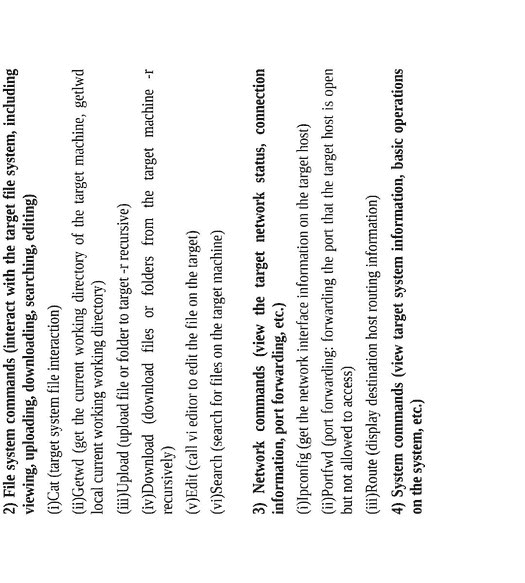 2) File system commands (interact with the target file system, including
viewing, uploading, downloading, searching, editing)
(i)Cat (target system file interaction)
(ii)Getwd (get the current working directory of the target machine, getlwd
local current working working directory)
(iii)Upload (upload file or folder to target -r recursive)
(iv)Download (download files or folders from the target machine -r
recursively)
(v)Edit (call vi editor to edit the file on the target)
(vi)Search (search for files on the target machine)
3) Network commands (view the target network status, connection
information, port forwarding, etc.)
(i)Ipconfig (get the network interface information on the target host)
(ii)Portfwd (port forwarding: forwarding the port that the target host is open
but not allowed to access)
(iii)Route (display destination host routing information)
4) System commands (view target system information, basic operations
on the system, etc.)